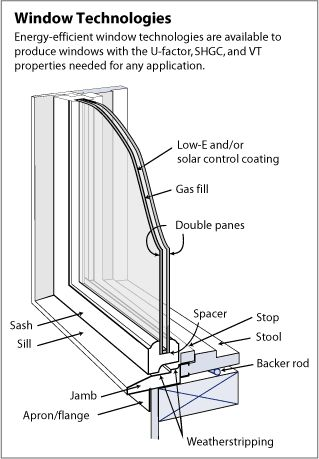 Window Technologies
Energy-efficient window technologies are available to
produce windows with the U-factor, SHGC, and VT
properties needed for any application.
Low-E and/or
solar control coating
Gas fill
Double panes
Spacer
Stop
Stool
Backer rod
Sash
Sill
Jamb
Apron/flange
Weatherstripping